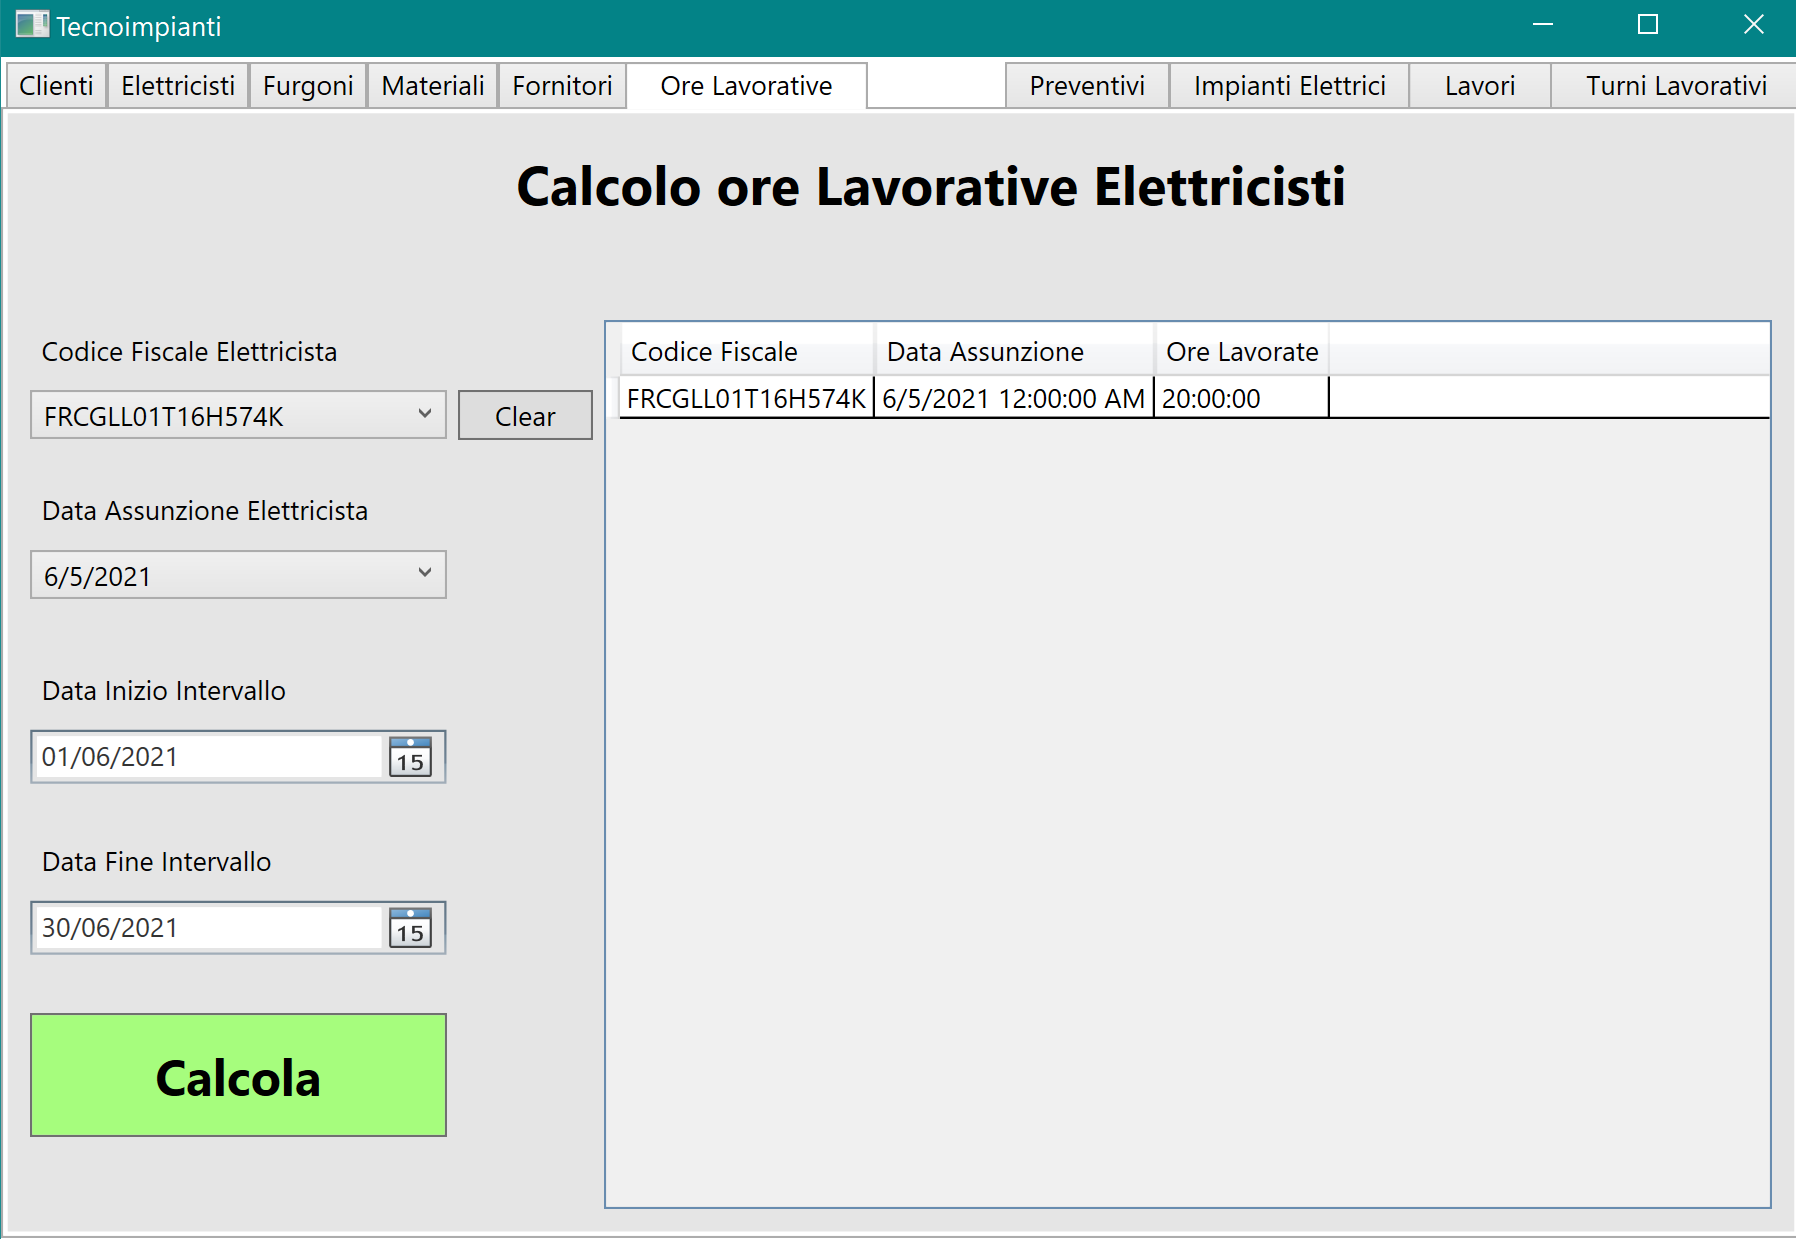 Tecnoimpianti
Clienti Elettricisti Furgoni Materiali Fornitori Ore Lavorative Preventivi Impianti Elettrici Lavori Turni Lavorativi
Calcolo ore Lavorative Elettricisti
Codice Fiscale Elettricista
FRCGLL01T16H574K
Clear
Data Assunzione Elettricista
6/5/2021
Data Inizio Intervallo
01/06/2021
15
Data Fine Intervallo
30/06/2021
15
Calcola
Codice Fiscale Data Assunzione Ore Lavorate
FRCGLL01T16H574K 6/5/2021 12:00:00 AM 20:00:00